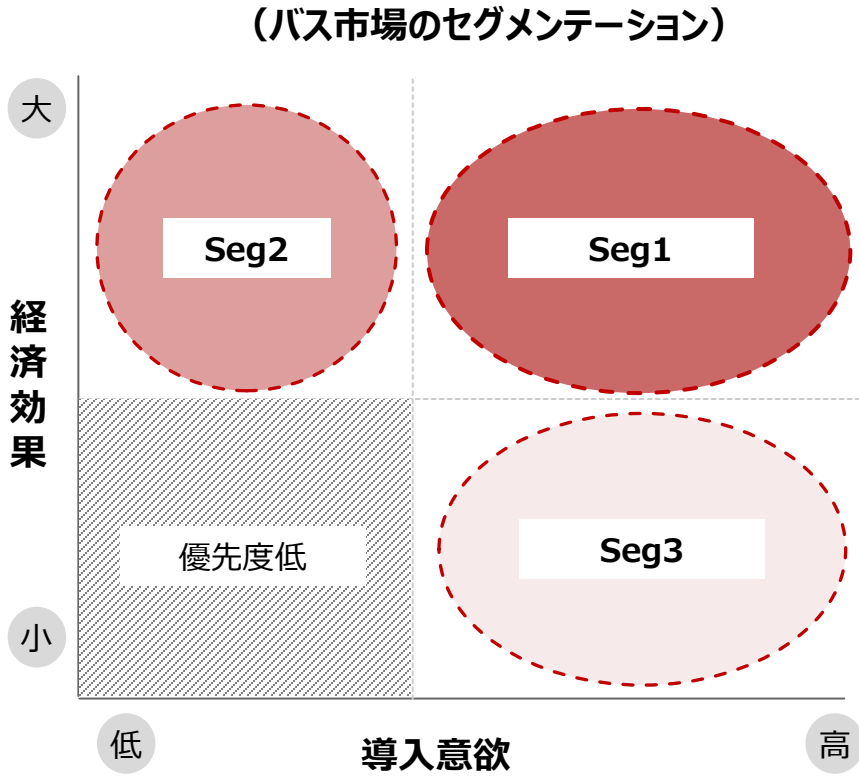 （バス市場のセグメンテーション）
大
Seg2
Seg1
経済効果
優先度低
Seg3
小
低
導入意欲
高